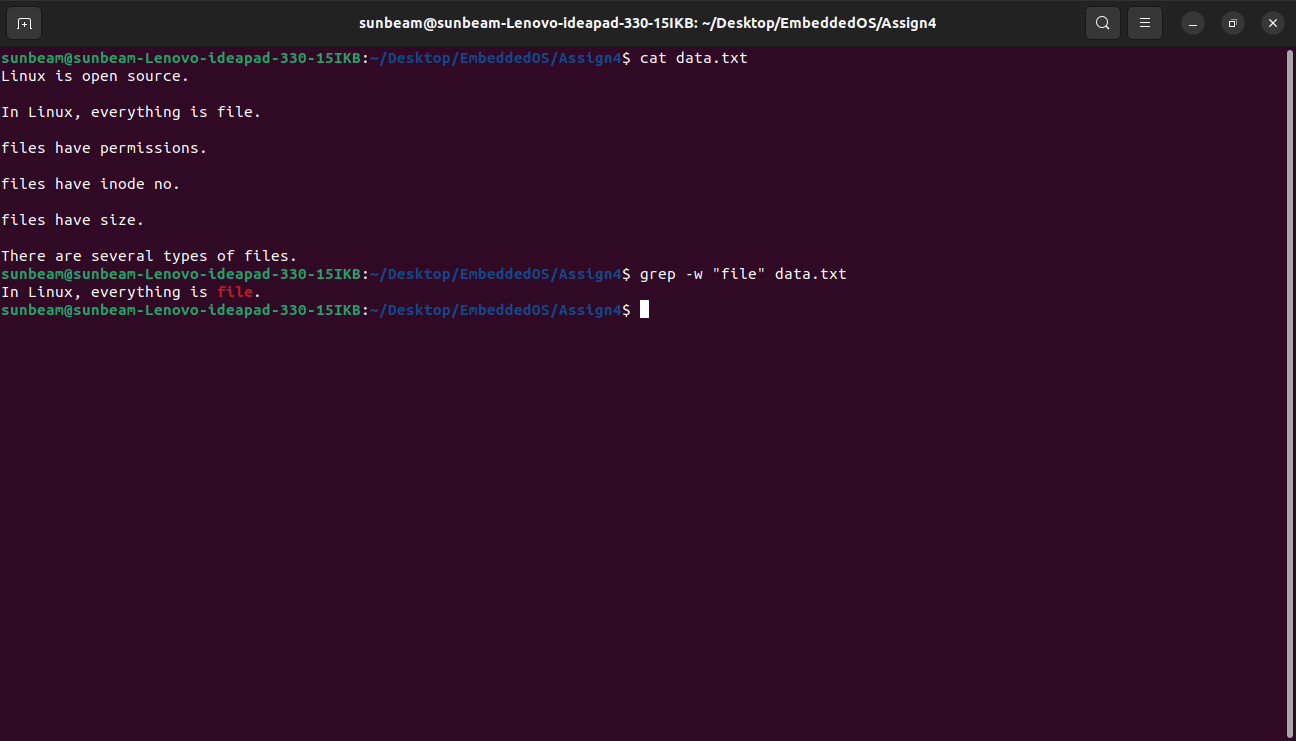 sunbeam@sunbeam-Lenovo-ideapad-330-15IKB: ~/Desktop/EmbeddedOS/Assign4
sunbeam@sunbeam-Lenovo-ideapad-330-15IKB:~/Desktop/EmbeddedOS/Assign4$ cat data.txt
Linux is open source.
In Linux, everything is file.
files have permissions.
files have inode no.
files have size.
There are several types of files.
sunbeam@sunbeam-Lenovo-ideapad-330-15IKB:~/Desktop/EmbeddedOS/Assign4$ grep -w "file" data.txt
In Linux, everything is file.
sunbeam@sunbeam-Lenovo-ideapad-330-15IKB:~/Desktop/EmbeddedOS/Assign4$